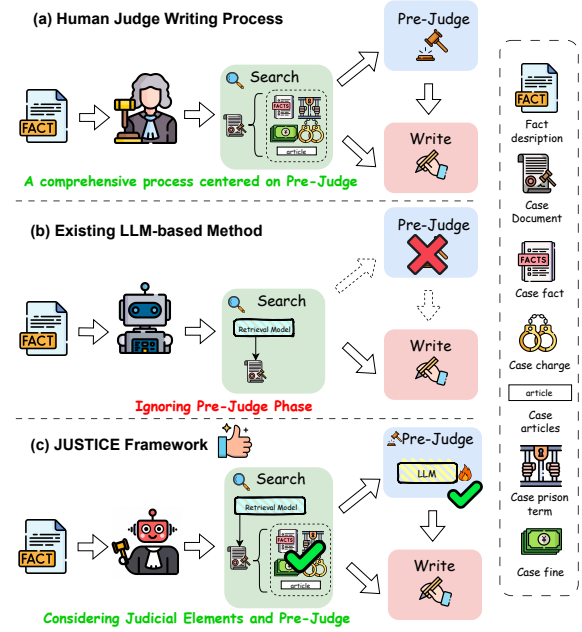 (a) Human Judge Writing Process
FACT
Search
FACTS
article
Pre-Judge
Write
A comprehensive process centered on Pre-Judge
(b) Existing LLM-based Method
FACT
Search
Retrieval Model
Pre-Judge
Write
Ignoring Pre-Judge Phase
(c) JUSTICE Framework
FACT
Search
Retrieval Model
FACTS
article
Pre-Judge
LLM
Write
Considering Judicial Elements and Pre-Judge
FACT
Fact
desription
Case
Document
FACTS
Case fact
Case charge
article
Case
articles
Case prison
term
¥
Case fine